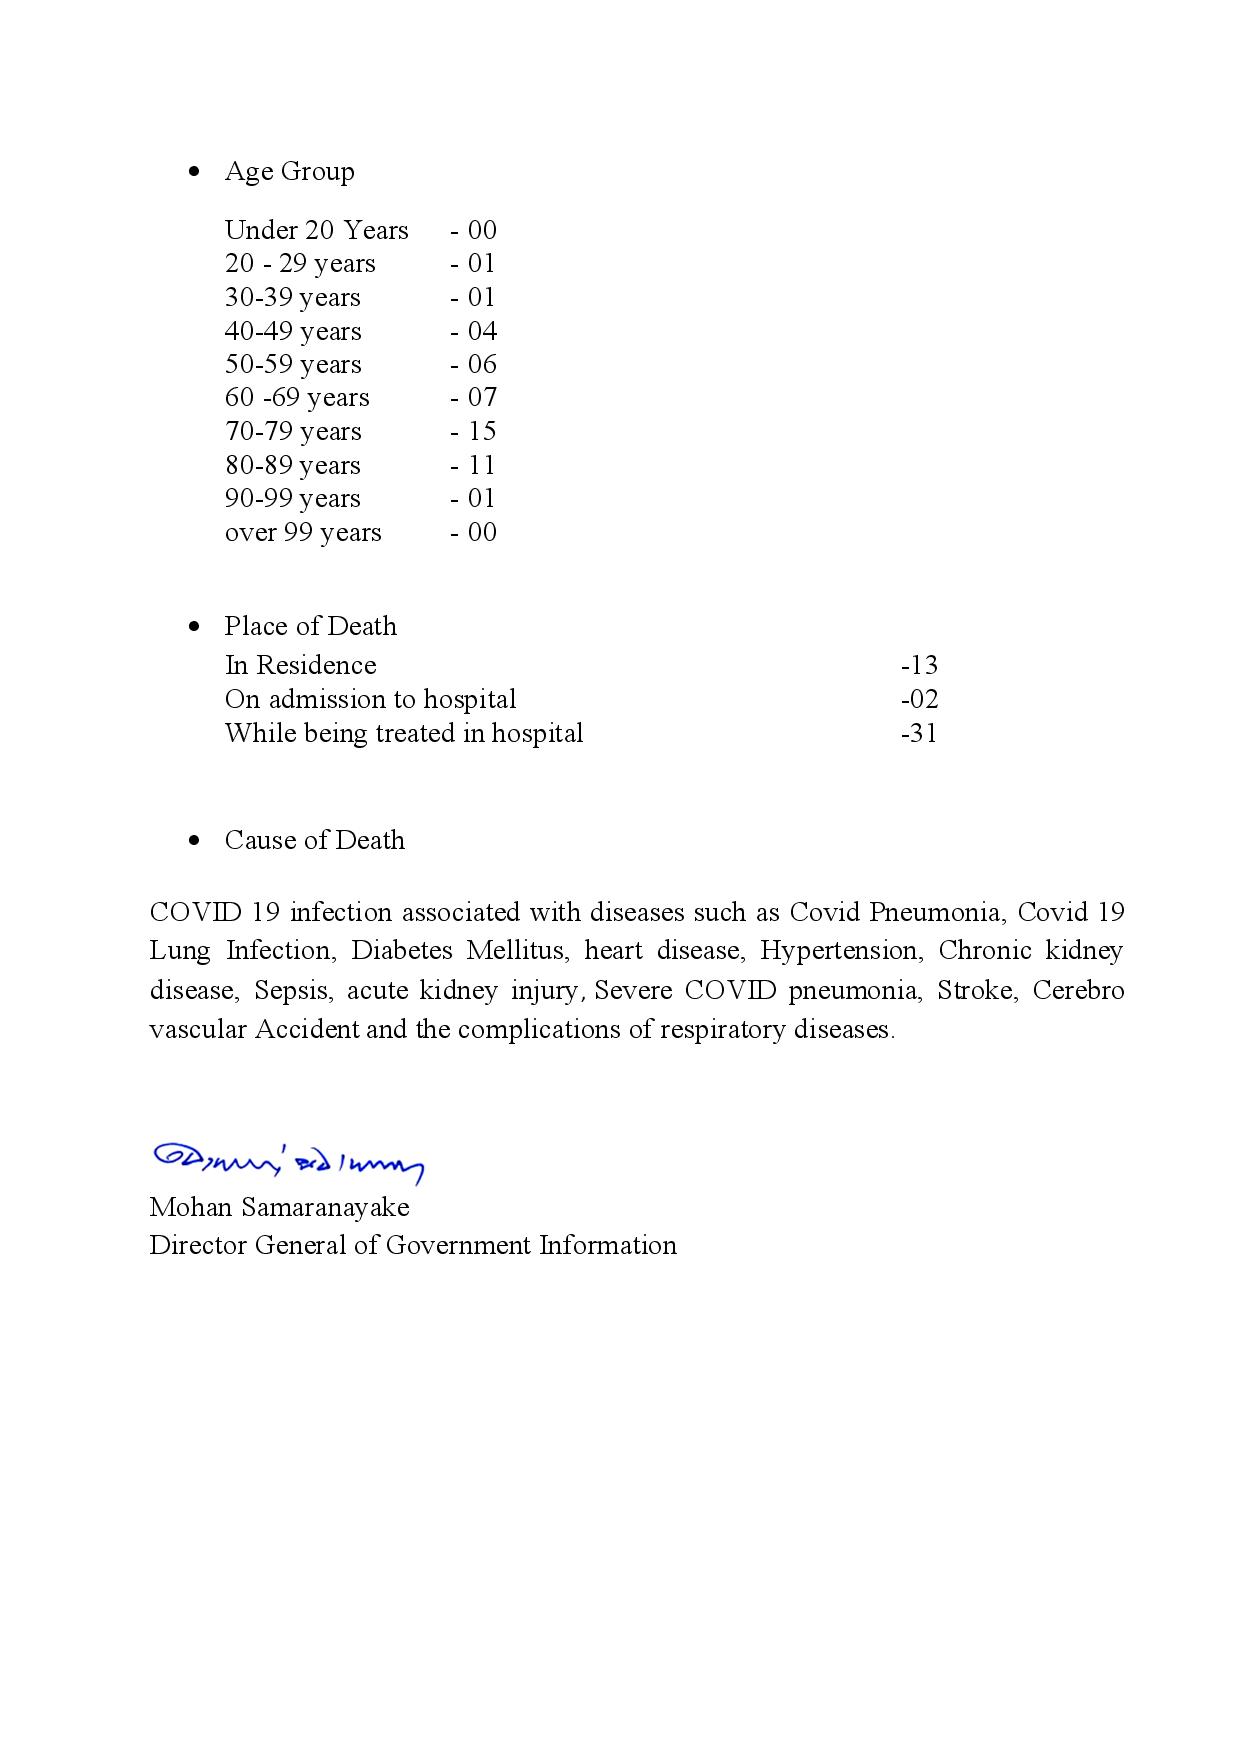 • Age Group
Under 20 Years - 00
20 - 29 years - 01
30-39 years - 01
40-49 years - 04
50-59 years - 06
60 -69 years - 07
70-79 years - 15
80-89 years - 11
90-99 years - 01
over 99 years - 00
• Place of Death
In Residence -13
On admission to hospital -02
While being treated in hospital -31
• Cause of Death
COVID 19 infection associated with diseases such as Covid Pneumonia, Covid 19
Lung Infection, Diabetes Mellitus, heart disease, Hypertension, Chronic kidney
disease, Sepsis, acute kidney injury, Severe COVID pneumonia, Stroke, Cerebro
vascular Accident and the complications of respiratory diseases.
Mohan Samaranayake
Director General of Government Information